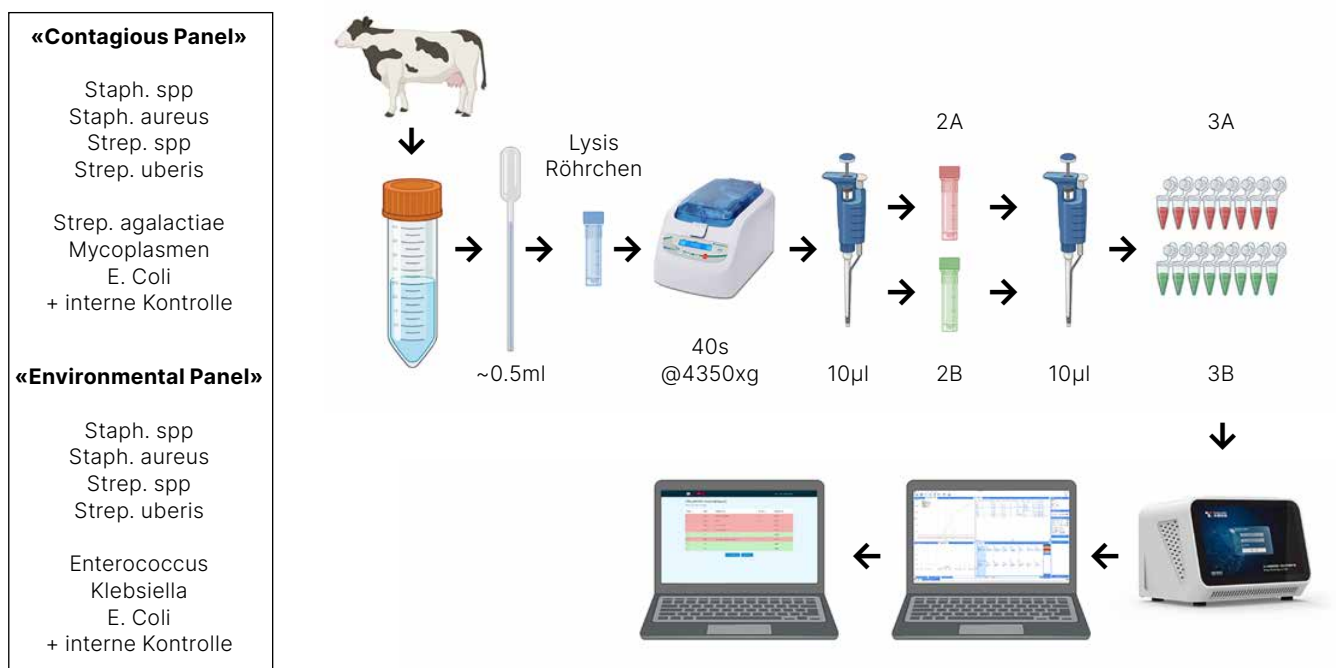 «Contagious Panel»
Staph. spp
Staph. aureus
Strep. spp
Strep. uberis
Strep. agalactiae
Mycoplasmen
E. Coli
+ interne Kontrolle
«Environmental Panel»
Staph. spp
Staph. aureus
Strep. spp
Strep. uberis
Enterococcus
Klebsiella
E. Coli
+ interne Kontrolle
Lysis
Röhrchen
2A
3A
~0.5ml
40s
@4350xg
10µl
2B
10µl
3B